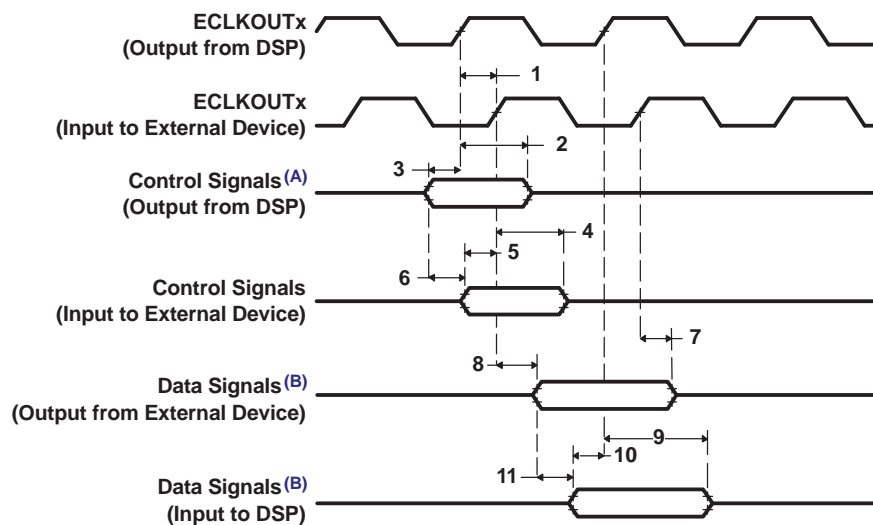 ECLKOUTx
(Output from DSP)
1
ECLKOUTx
(Input to External Device)
2
3
Control Signals(A)
(Output from DSP)
4
5
6
Control Signals
(Input to External Device)
7
8
Data Signals(B)
(Output from External Device)
9
10
11
Data Signals(B)
(Input to DSP)